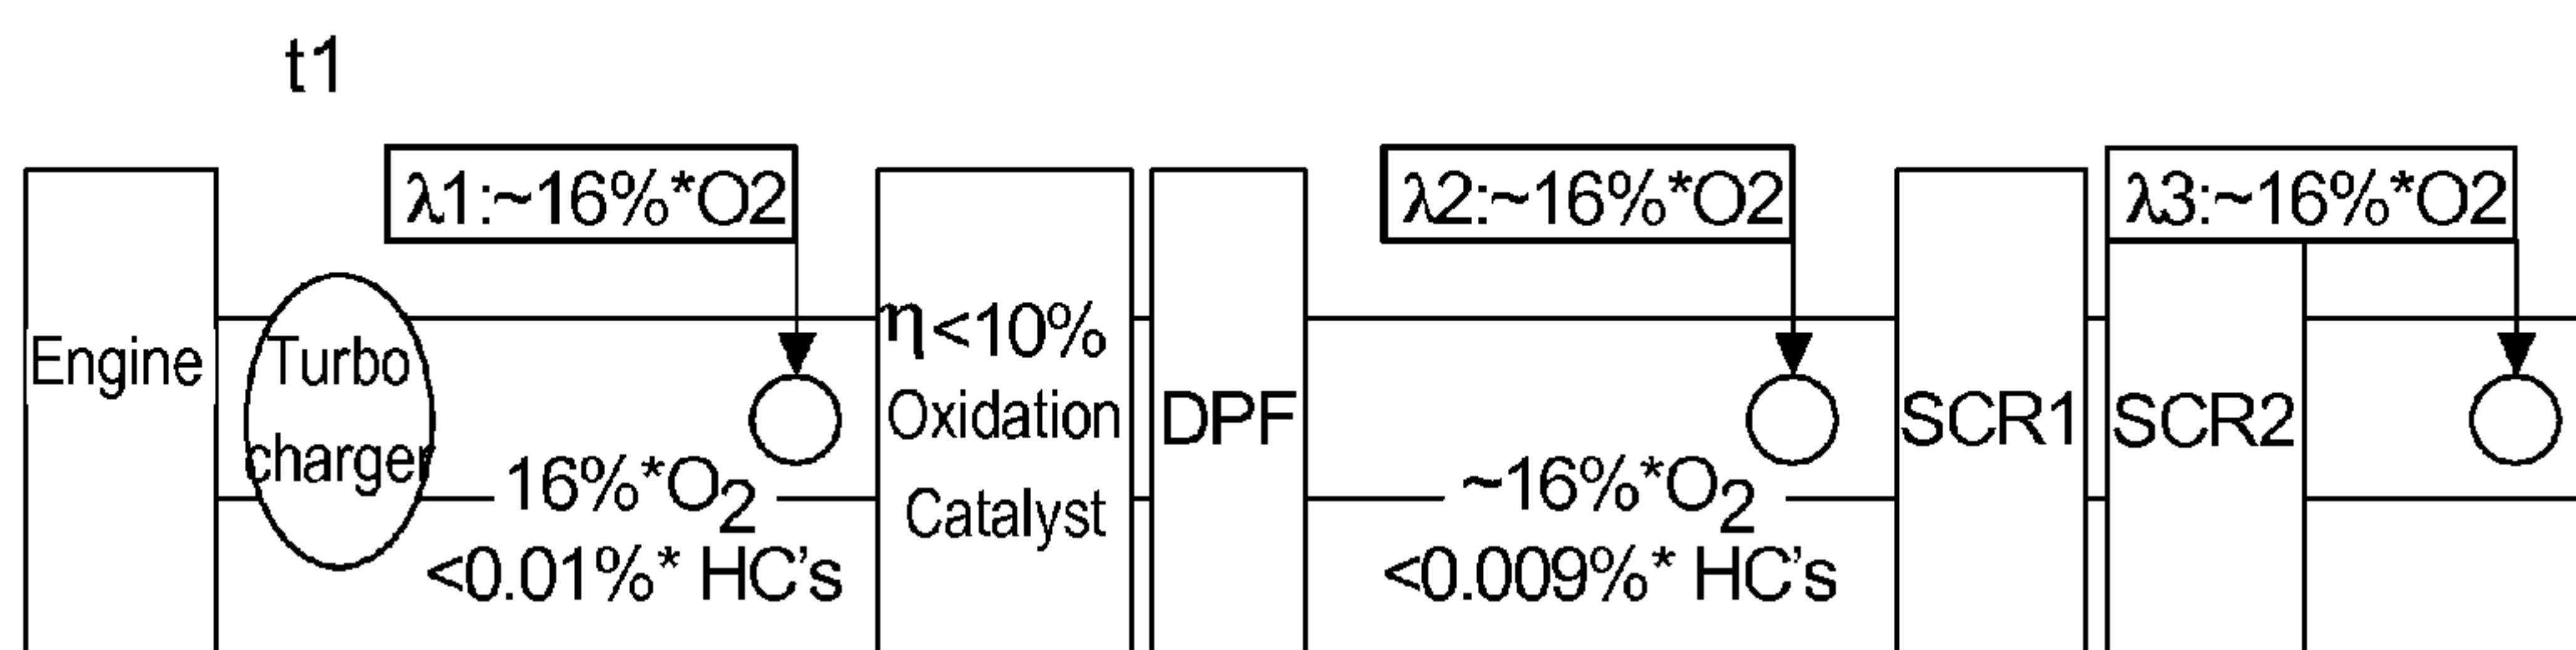 t1
λ1:~16%*O2
λ2:~16%*O2
λ3:~16%*O2
Engine
Turbo
charger
16%*O2
<0.01%* HC's
η<10%
Oxidation
Catalyst
DPF
~16%*O2
<0.009%* HC's
SCR1
SCR2